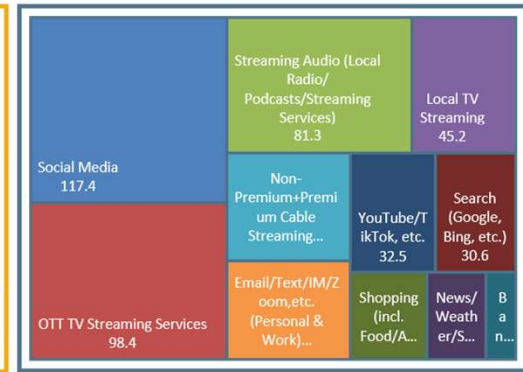 Social Media
117.4
OTT TV Streaming Services
98.4
Streaming Audio (Local
Radio/
Podcasts/Streaming
Services)
81.3
Local TV
Streaming
45.2
Non-
Premium+Premi
um Cable
Streaming...
Email/Text/IM/Z
oom,etc.
(Personal &
Work)...
YouTube/T
ikTok, etc.
32.5
Search
(Google,
Bing, etc.)
30.6
Shopping
(incl.
Food/A...
News/
Weath
er/S...
B
a
n...